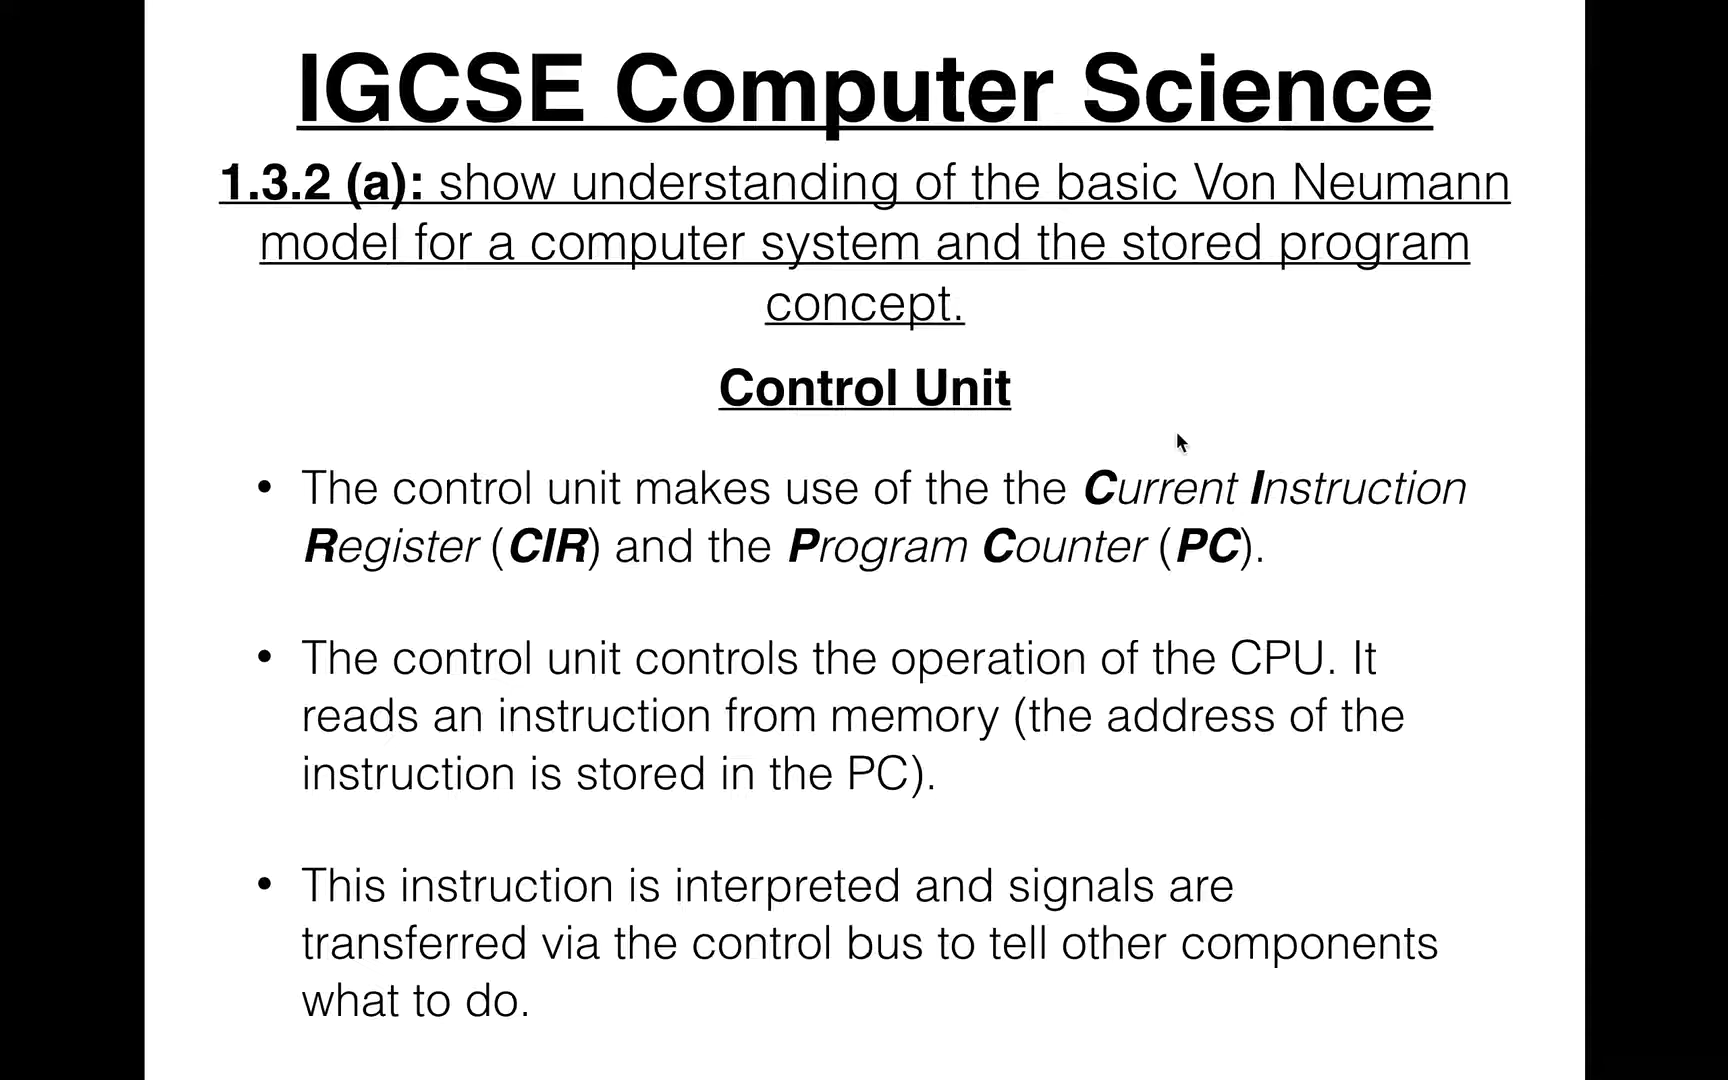 IGCSE Computer Science
1.3.2 (a): show understanding of the basic Von Neumann
model for a computer system and the stored program
concept.
Control Unit
• The control unit makes use of the the Current Instruction
Register (CIR) and the Program Counter (PC).
• The control unit controls the operation of the CPU. It
reads an instruction from memory (the address of the
instruction is stored in the PC).
• This instruction is interpreted and signals are
transferred via the control bus to tell other components
what to do.